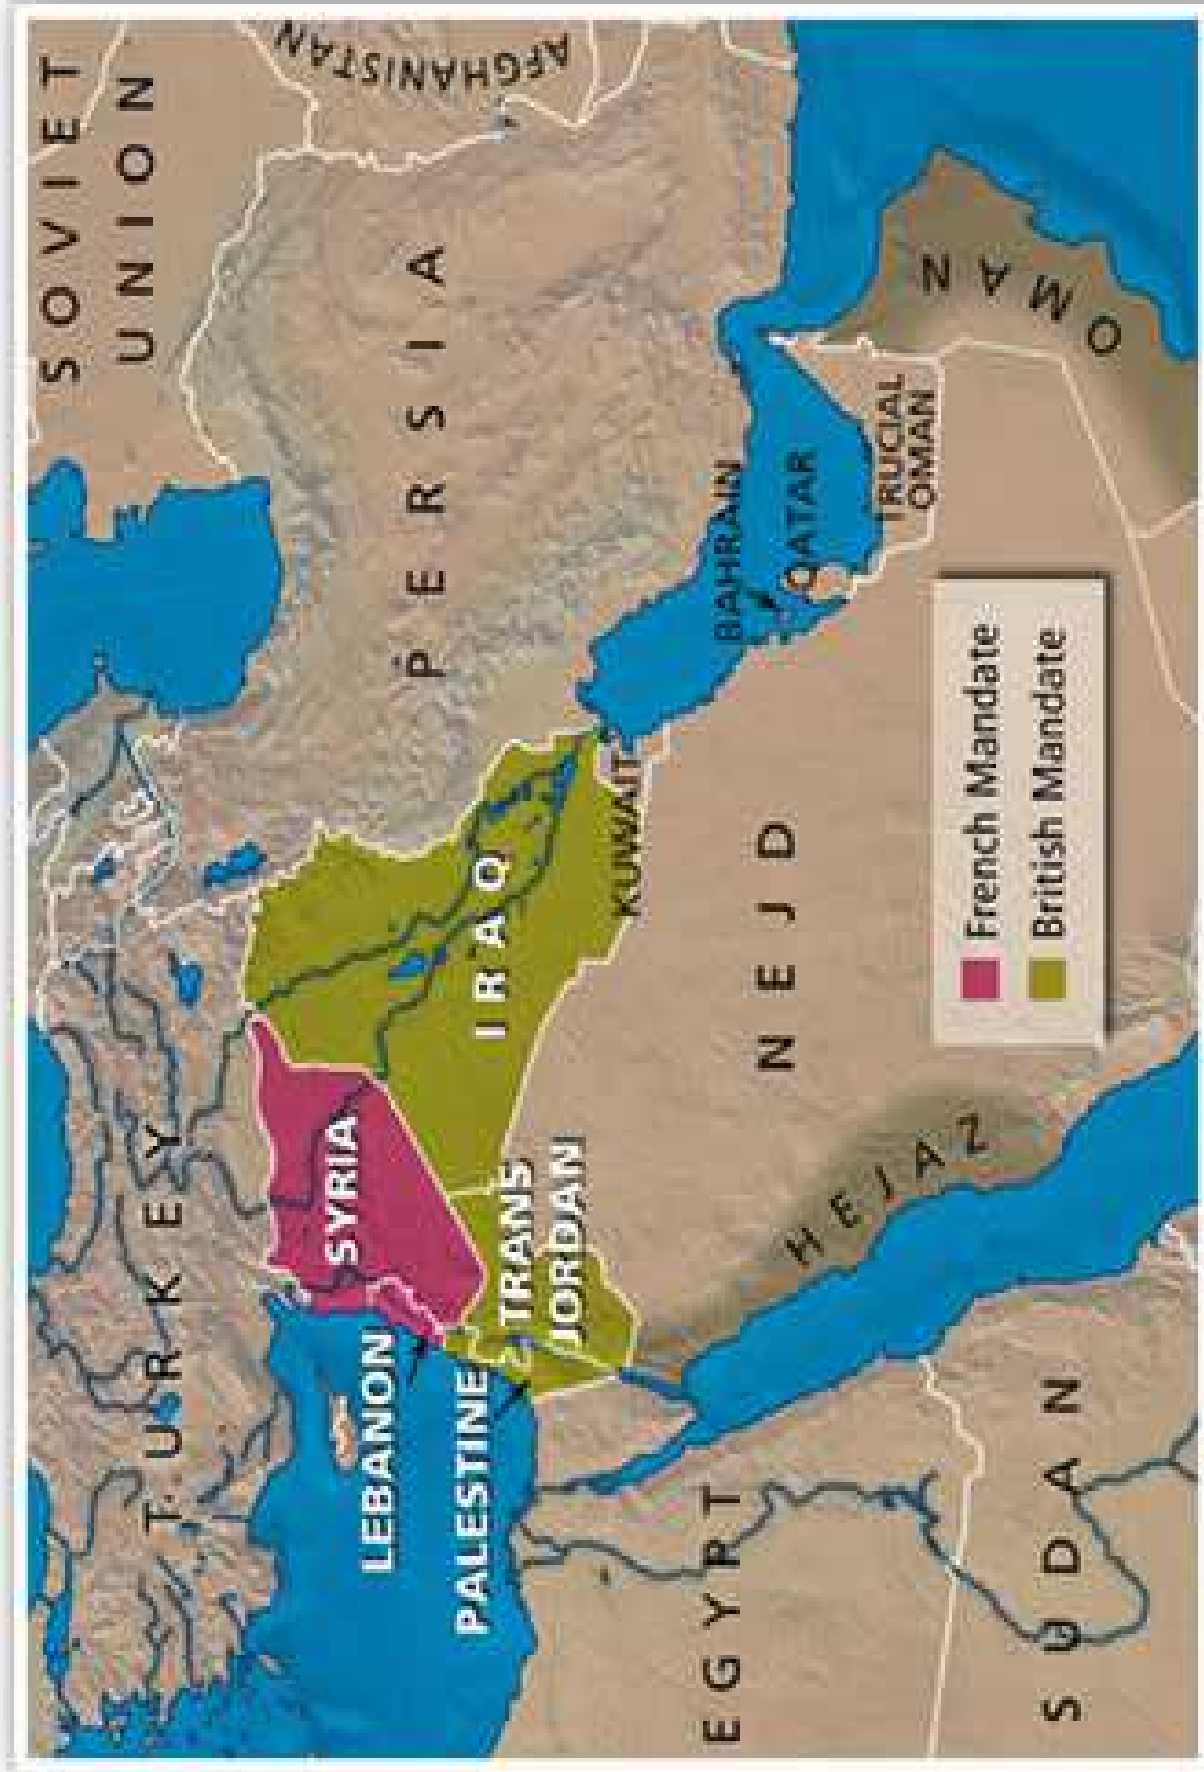 SOVIET
UNION
AFGHANISTAN
TURKEY
PERSIA
SYRIA
LEBANON
IRAQ
PALESTINE
TRANS
JORDAN
KUWAIT
BAHRAIN
QATAR
TRUCIAL
OMAN
OMAN
NEJD
HEJAZ
EGYPT
SUDAN
French Mandate
British Mandate